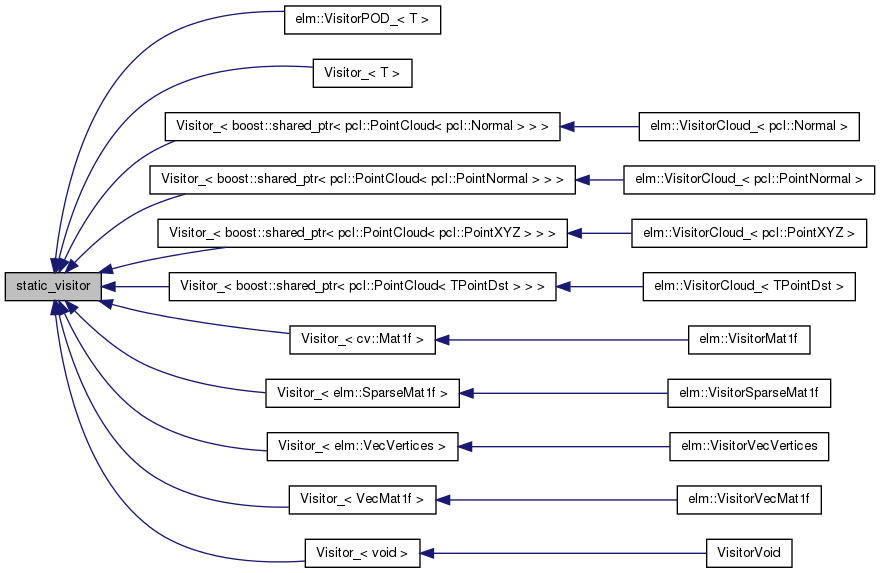 elm::VisitorPOD_< T >
Visitor_< T >
Visitor_< boost::shared_ptr< pcl::PointCloud< pcl::Normal > > >
elm::VisitorCloud_< pcl::Normal >
Visitor_< boost::shared_ptr< pcl::PointCloud< pcl::PointNormal > > >
elm::VisitorCloud_< pcl::PointNormal >
Visitor_< boost::shared_ptr< pcl::PointCloud< pcl::PointXYZ > > >
elm::VisitorCloud_< pcl::PointXYZ >
static_visitor
Visitor_< boost::shared_ptr< pcl::PointCloud< TPointDst > > >
elm::VisitorCloud_< TPointDst >
Visitor_< cv::Mat1f >
elm::VisitorMat1f
Visitor_< elm::SparseMat1f >
elm::VisitorSparseMat1f
Visitor_< elm::VecVertices >
elm::VisitorVecVertices
Visitor_< VecMat1f >
elm::VisitorVecMat1f
Visitor_< void >
VisitorVoid